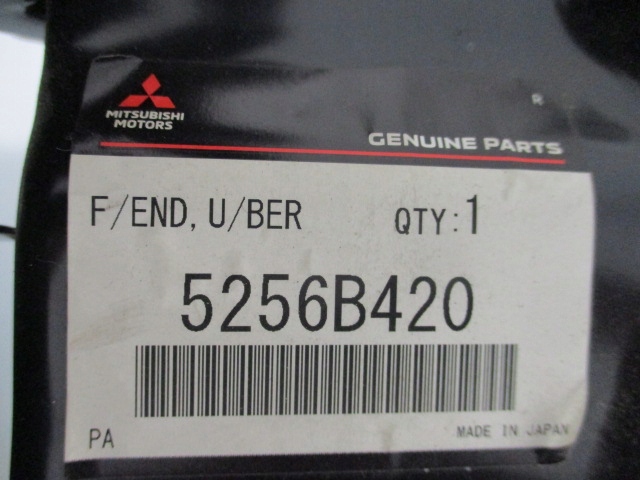 MITSUBISHI
MOTORS
R
GENUINE PARTS
F/END, U/BER QTY:1
5256B420
PA
MADE IN JAPAN